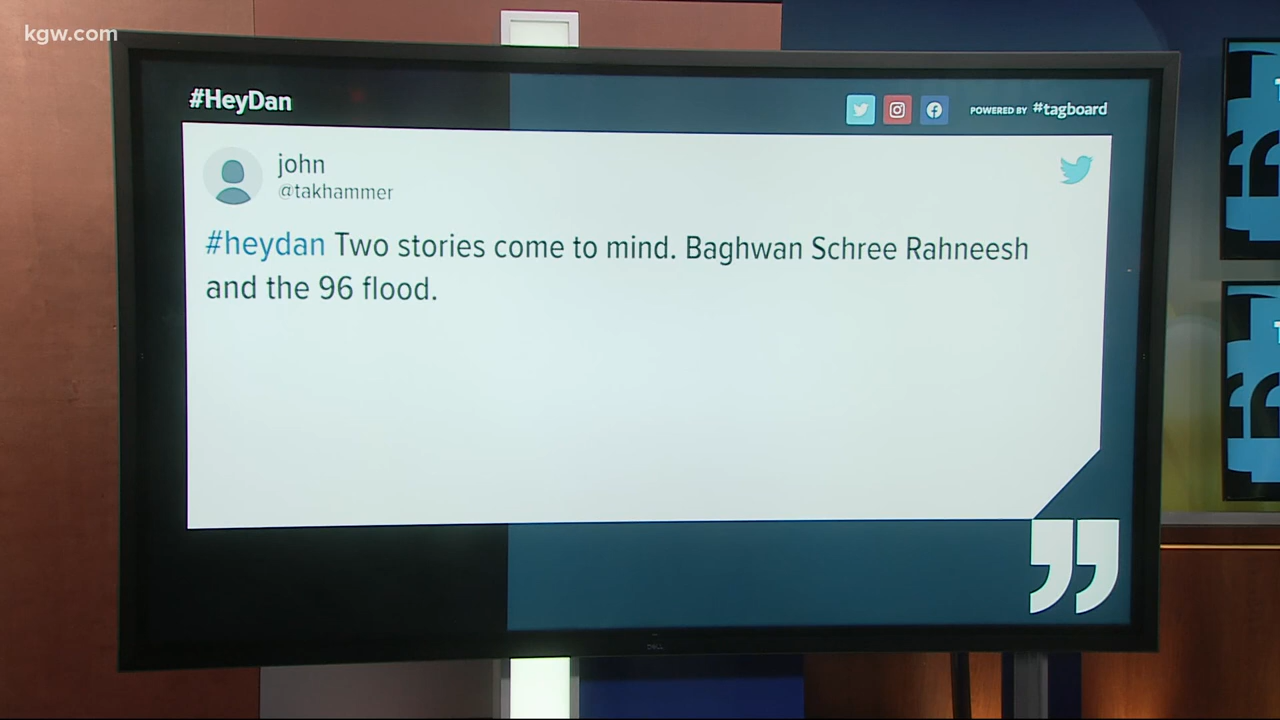 kgw.com
#HeyDan
POWERED BY #tagboard
john
@takhammer
#heydan Two stories come to mind. Baghwan Schree Rahneesh
and the 96 flood.
DELL